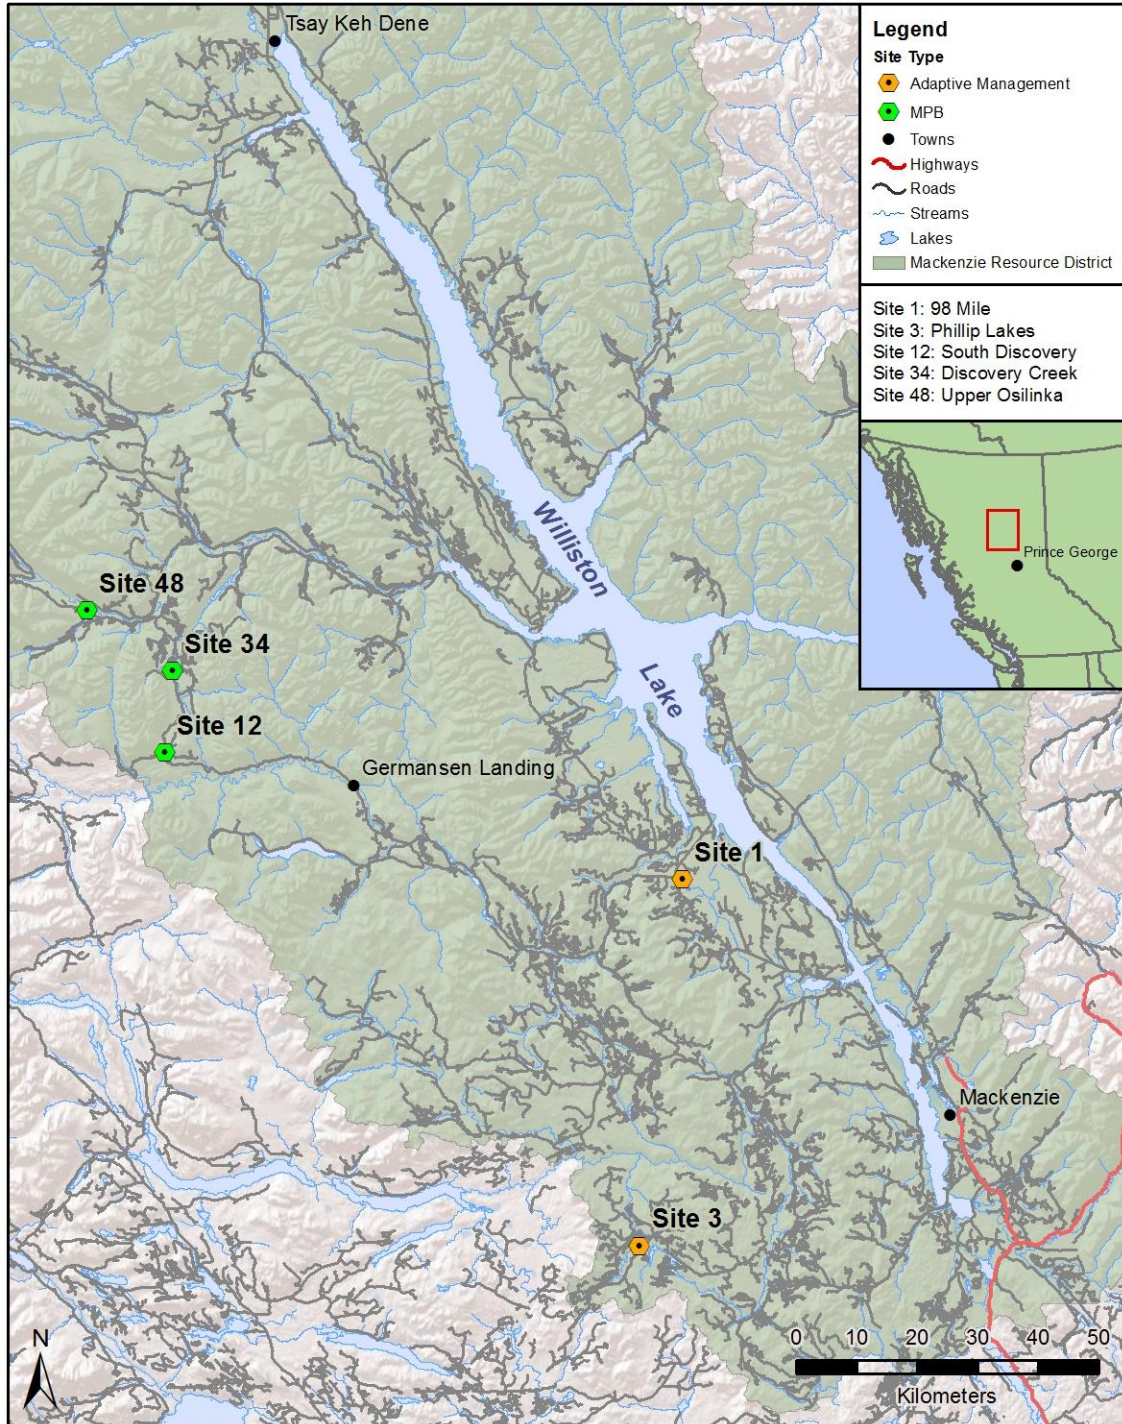 Tsay Keh Dene
Legend
Site Type
Adaptive Management
MPB
Towns
Highways
Roads
Streams
Lakes
Mackenzie Resource District
Site 1: 98 Mile
Site 3: Phillip Lakes
Site 12: South Discovery
Site 34: Discovery Creek
Site 48: Upper Osilinka
Prince George
Williston
Lake
Site 48
Site 34
Site 12
Germansen Landing
Site 1
Mackenzie
Site 3
N
0 10 20 30 40 50
Kilometers